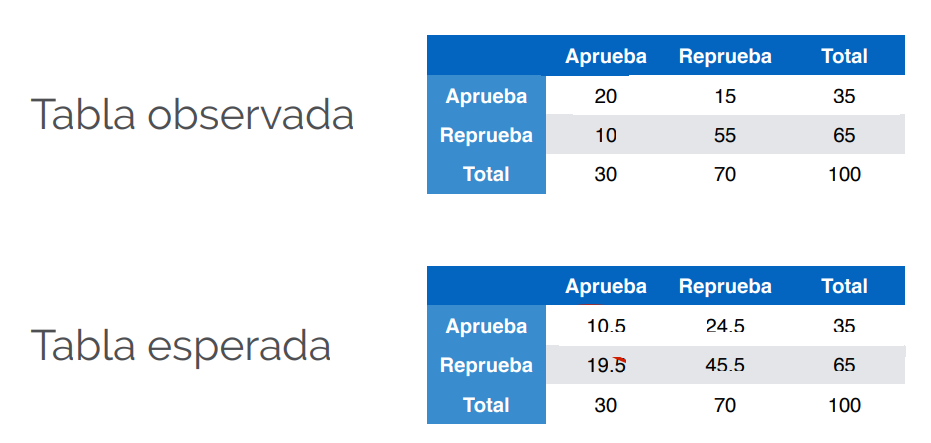 Tabla observada
Aprueba Reprueba Total
Aprueba 20 15 35
Reprueba 10 55 65
Total 30 70 100
Tabla esperada
Aprueba Reprueba Total
Aprueba 10.5 24.5 35
Reprueba 19.5 45.5 65
Total 30 70 100